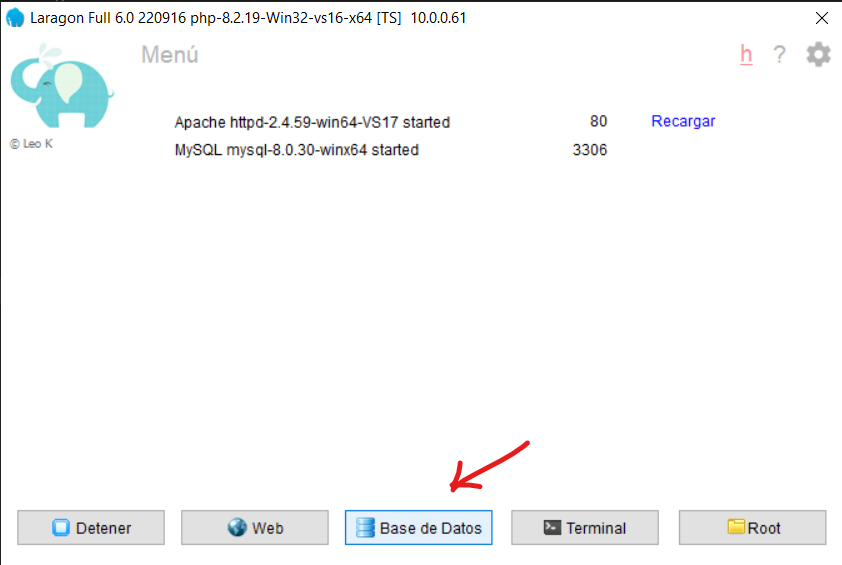 Laragon Full 6.0 220916 php-8.2.19-Win32-vs16-x64 [TS] 10.0.0.61
Menú
h ?
© Leo K
Apache httpd-2.4.59-win64-VS17 started 80 Recargar
MySQL mysql-8.0.30-winx64 started 3306
Detener Web Base de Datos Terminal Root